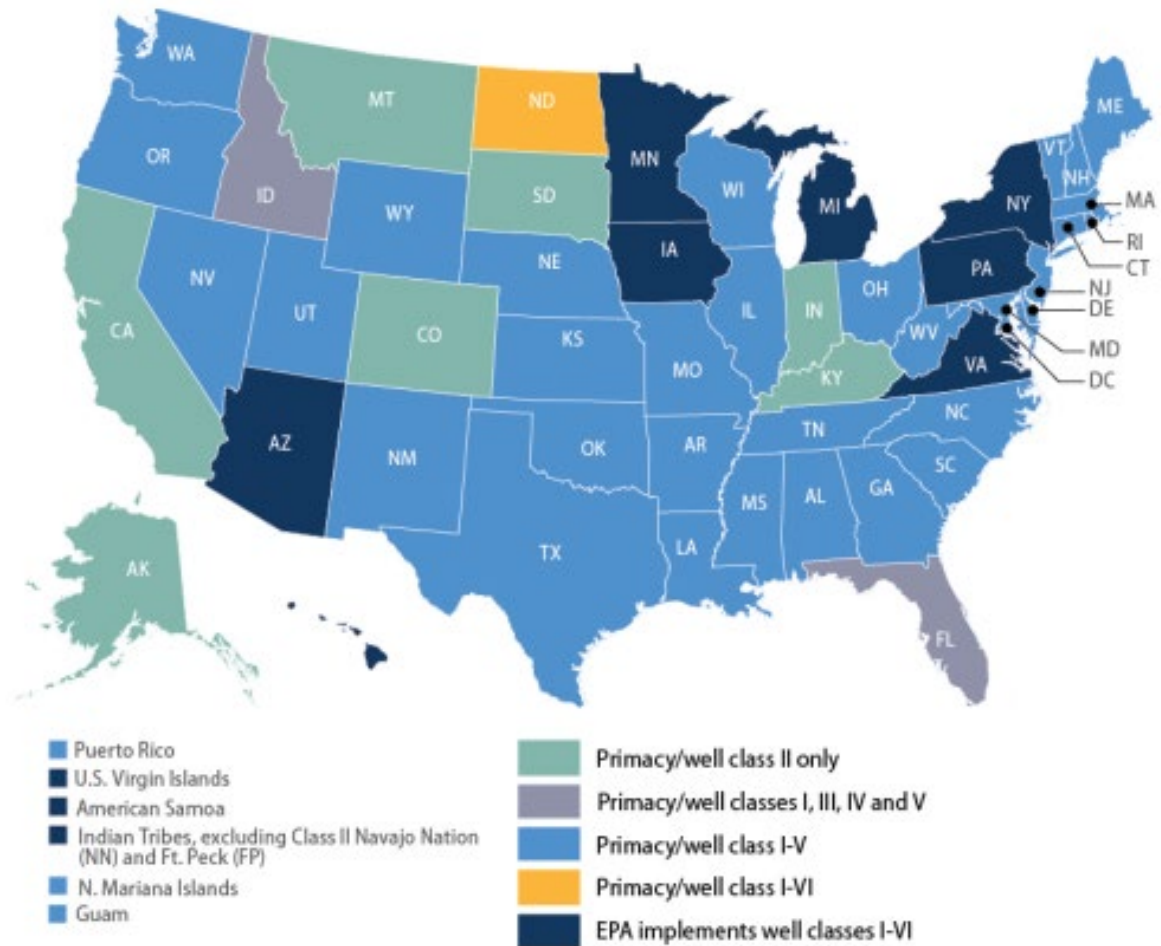 WA
MT
ND
MN
ME
VT
NH
OR
ID
WY
SD
WI
MI
NY
MA
RI
CT
NV
NE
IA
PA
NJ
DE
MD
DC
CA
UT
CO
KS
IL
IN
OH
WV
VA
KY
MO
AZ
NM
OK
AR
TN
NC
SC
TX
LA
MS
AL
GA
AK
FL
Puerto Rico
U.S. Virgin Islands
American Samoa
Indian Tribes, excluding Class II Navajo Nation
(NN) and Ft. Peck (FP)
N. Mariana Islands
Guam
Primacy/well class II only
Primacy/well classes I, III, IV and V
Primacy/well class I-V
Primacy/well class I-VI
EPA implements well classes I-VI